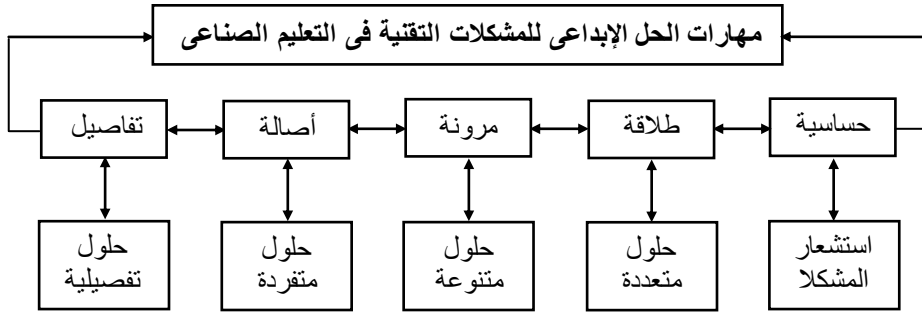 مهارات الحل الإبداعى للمشكلات التقنية فى التعليم الصناعى
حساسية
طلاقة
مرونة
أصالة
تفاصيل
استشعار
المشكلا
حلول
متعددة
حلول
متنوعة
حلول
متفردة
حلول
تفصيلية